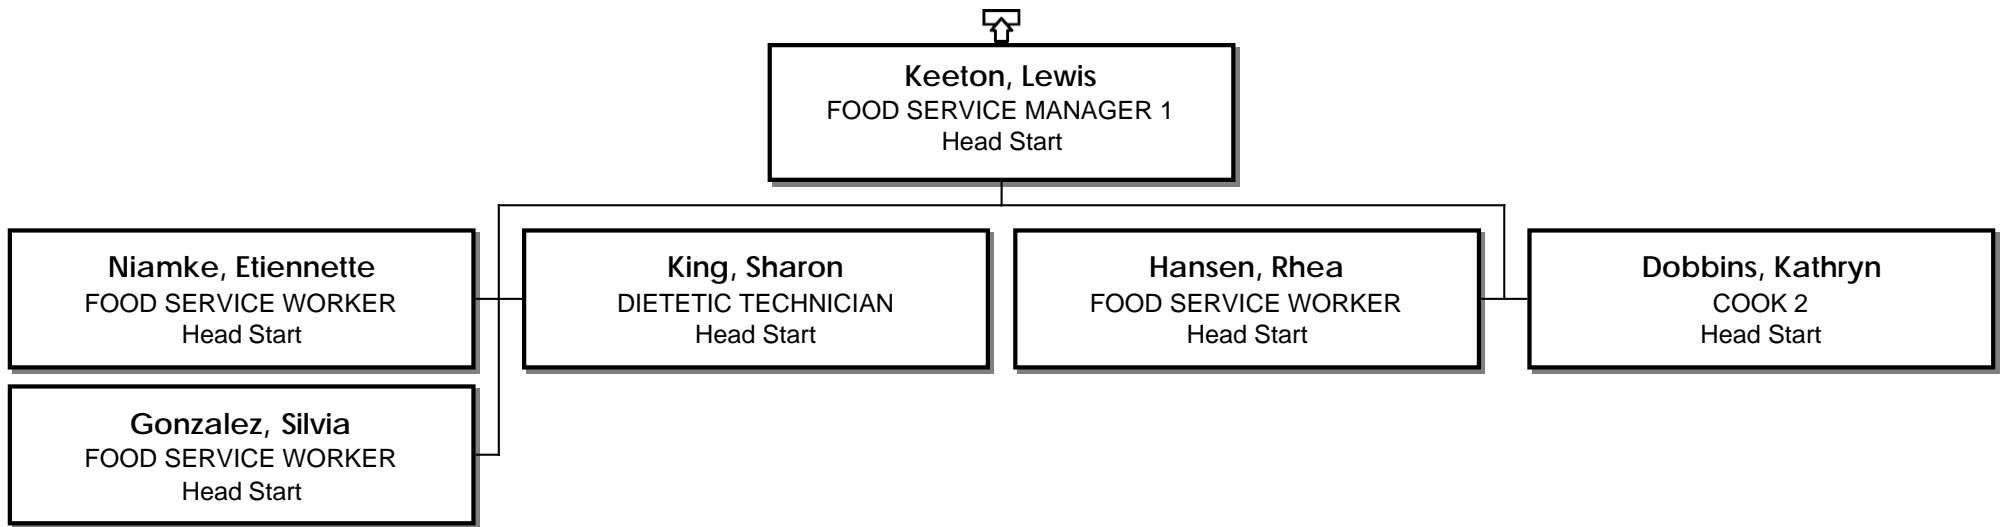 Keeton, Lewis
FOOD SERVICE MANAGER 1
Head Start
Niamke, Etiennette
FOOD SERVICE WORKER
Head Start
King, Sharon
DIETETIC TECHNICIAN
Head Start
Hansen, Rhea
FOOD SERVICE WORKER
Head Start
Dobbins, Kathryn
COOK 2
Head Start
Gonzalez, Silvia
FOOD SERVICE WORKER
Head Start